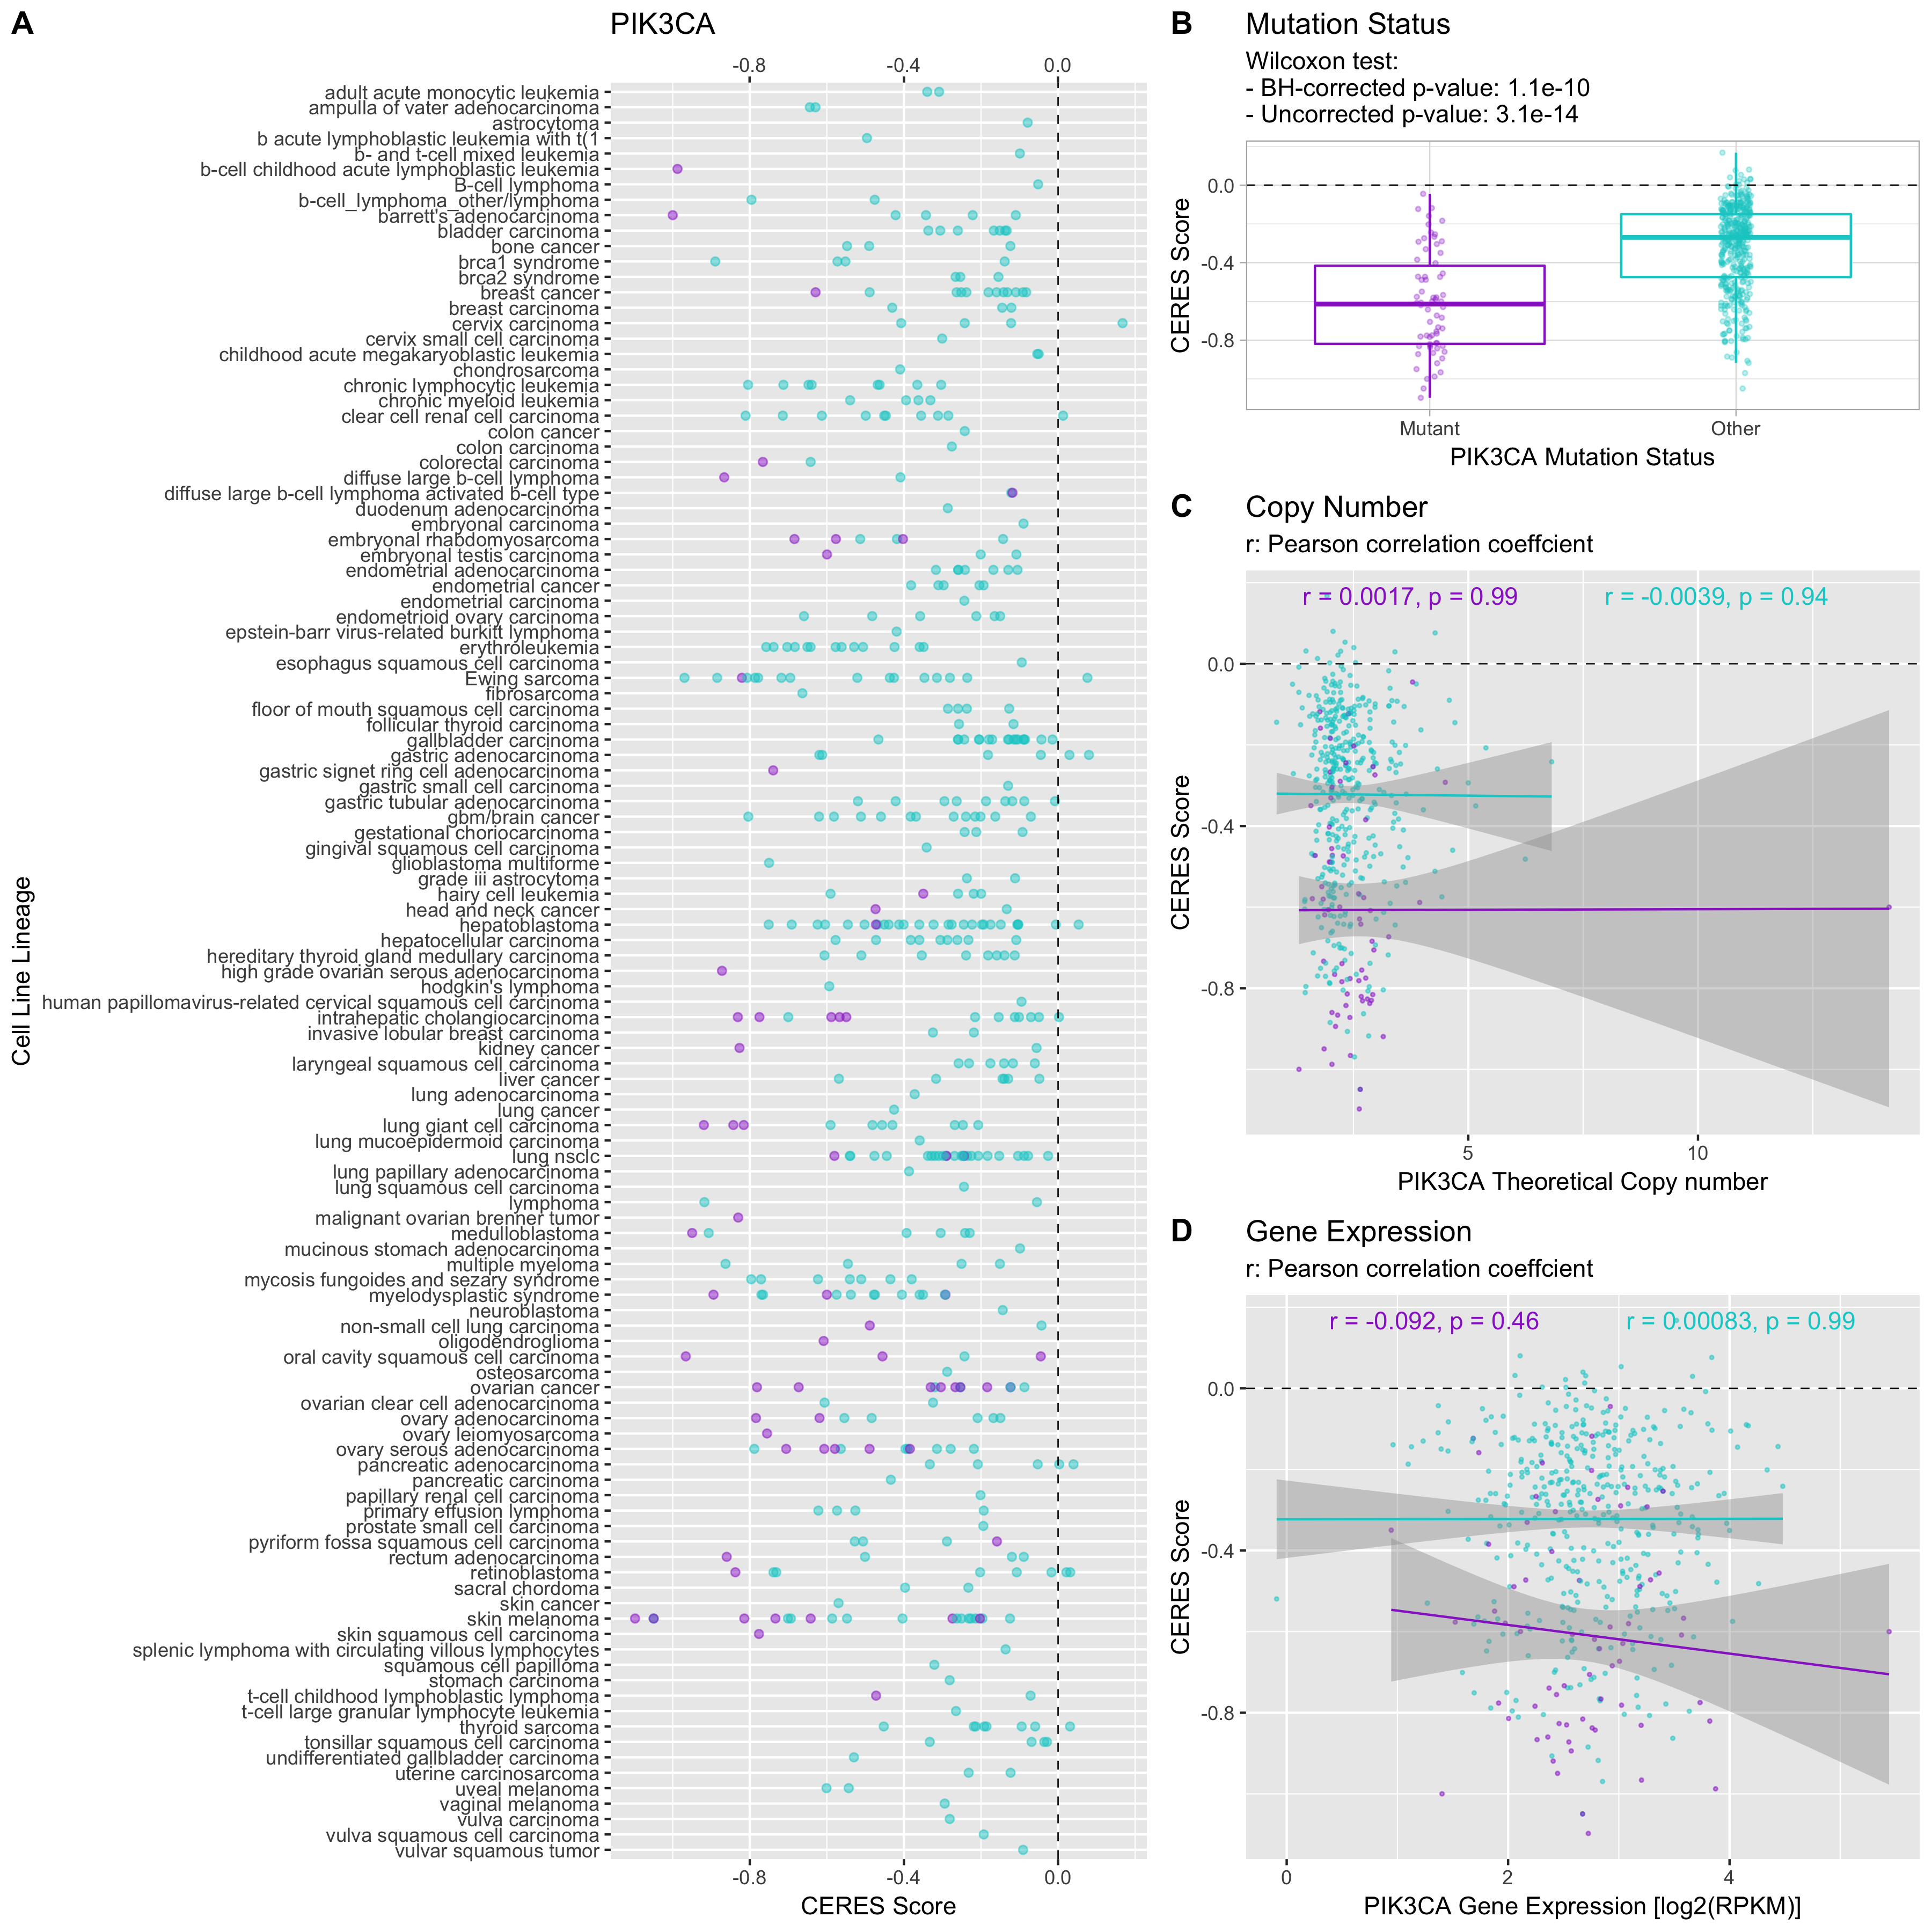 A
PIK3CA
-0.8 -0.4 0.0
adult acute monocytic leukemia
ampulla of vater adenocarcinoma
astrocytoma
b acute lymphoblastic leukemia with t(1
b- and t-cell mixed leukemia
b-cell childhood acute lymphoblastic leukemia
B-cell lymphoma
b-cell_lymphoma_other/lymphoma
barrett's adenocarcinoma
bladder carcinoma
bone cancer
brca1 syndrome
brca2 syndrome
breast cancer
breast carcinoma
cervix carcinoma
cervix small cell carcinoma
childhood acute megakaryoblastic leukemia
chondrosarcoma
chronic lymphocytic leukemia
chronic myeloid leukemia
clear cell renal cell carcinoma
colon cancer
colon carcinoma
colorectal carcinoma
diffuse large b-cell lymphoma
diffuse large b-cell lymphoma activated b-cell type
duodenum adenocarcinoma
embryonal carcinoma
embryonal rhabdomyosarcoma
embryonal testis carcinoma
endometrial adenocarcinoma
endometrial cancer
endometrial carcinoma
endometrioid ovary carcinoma
epstein-barr virus-related burkitt lymphoma
erythroleukemia
esophagus squamous cell carcinoma
Ewing sarcoma
fibrosarcoma
floor of mouth squamous cell carcinoma
follicular thyroid carcinoma
gallbladder carcinoma
gastric adenocarcinoma
gastric signet ring cell adenocarcinoma
gastric small cell carcinoma
gastric tubular adenocarcinoma
gbm/brain cancer
gestational choriocarcinoma
gingival squamous cell carcinoma
glioblastoma multiforme
grade iii astrocytoma
hairy cell leukemia
head and neck cancer
hepatoblastoma
hepatocellular carcinoma
hereditary thyroid gland medullary carcinoma
high grade ovarian serous adenocarcinoma
hodgkin's lymphoma
human papillomavirus-related cervical squamous cell carcinoma
intrahepatic cholangiocarcinoma
invasive lobular breast carcinoma
kidney cancer
laryngeal squamous cell carcinoma
liver cancer
lung adenocarcinoma
lung cancer
lung giant cell carcinoma
lung mucoepidermoid carcinoma
lung nsclc
lung papillary adenocarcinoma
lung squamous cell carcinoma
lymphoma
malignant ovarian brenner tumor
medulloblastoma
mucinous stomach adenocarcinoma
multiple myeloma
mycosis fungoides and sezary syndrome
myelodysplastic syndrome
neuroblastoma
non-small cell lung carcinoma
oligodendroglioma
oral cavity squamous cell carcinoma
osteosarcoma
ovarian cancer
ovarian clear cell adenocarcinoma
ovary adenocarcinoma
ovary leiomyosarcoma
ovary serous adenocarcinoma
pancreatic adenocarcinoma
pancreatic carcinoma
papillary renal cell carcinoma
primary effusion lymphoma
prostate small cell carcinoma
pyriform fossa squamous cell carcinoma
rectum adenocarcinoma
retinoblastoma
sacral chordoma
skin cancer
skin melanoma
skin squamous cell carcinoma
splenic lymphoma with circulating villous lymphocytes
squamous cell papilloma
stomach carcinoma
t-cell childhood lymphoblastic lymphoma
t-cell large granular lymphocyte leukemia
thyroid sarcoma
tonsillar squamous cell carcinoma
undifferentiated gallbladder carcinoma
uterine carcinosarcoma
uveal melanoma
vaginal melanoma
vulva carcinoma
vulva squamous cell carcinoma
vulvar squamous tumor
-0.8 -0.4 0.0
CERES Score
Cell Line Lineage
B
Mutation Status
Wilcoxon test:
- BH-corrected p-value: 1.1e-10
- Uncorrected p-value: 3.1e-14
0.0
-0.4
-0.8
CERES Score
Mutant Other
PIK3CA Mutation Status
C
Copy Number
r: Pearson correlation coeffcient
r = 0.0017, p = 0.99 r = -0.0039, p = 0.94
0.0
-0.4
-0.8
CERES Score
5 10
PIK3CA Theoretical Copy number
D
Gene Expression
r: Pearson correlation coeffcient
r = -0.092, p = 0.46 r = 0.00083, p = 0.99
0.0
-0.4
-0.8
CERES Score
0 2 4
PIK3CA Gene Expression [log2(RPKM)]